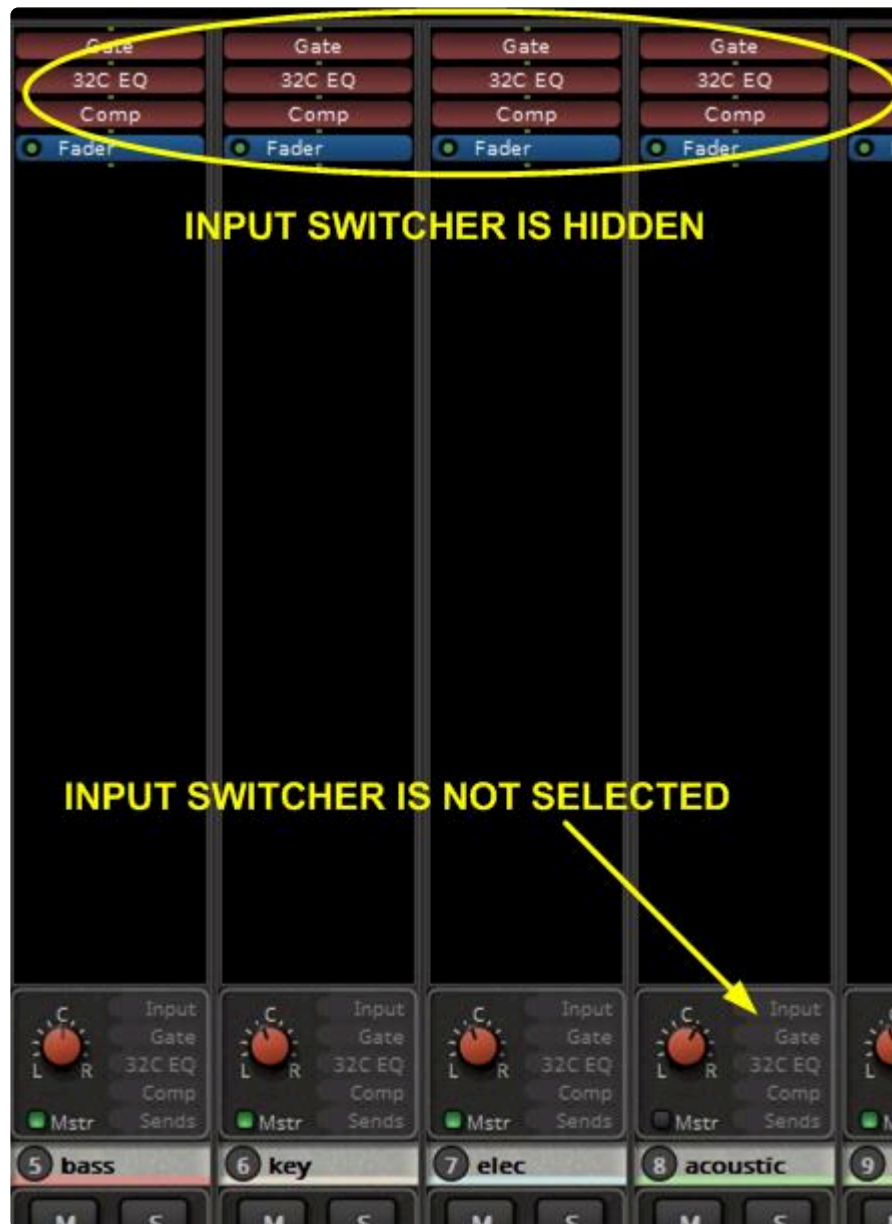 Gate Gate Gate Gate
32C EQ 32C EQ 32C EQ 32C EQ
Comp Comp Comp Comp
Fader Fader Fader Fader
INPUT SWITCHER IS HIDDEN
INPUT SWITCHER IS NOT SELECTED
C Input C Input C Input C Input
Gate Gate Gate Gate
L R 32C EQ L R 32C EQ L R 32C EQ L R 32C EQ L
Comp Comp Comp Comp
Mstr Sends Mstr Sends Mstr Sends Mstr Sends
5 bass 6 key 7 elec 8 acoustic 9
M S M S M S M S